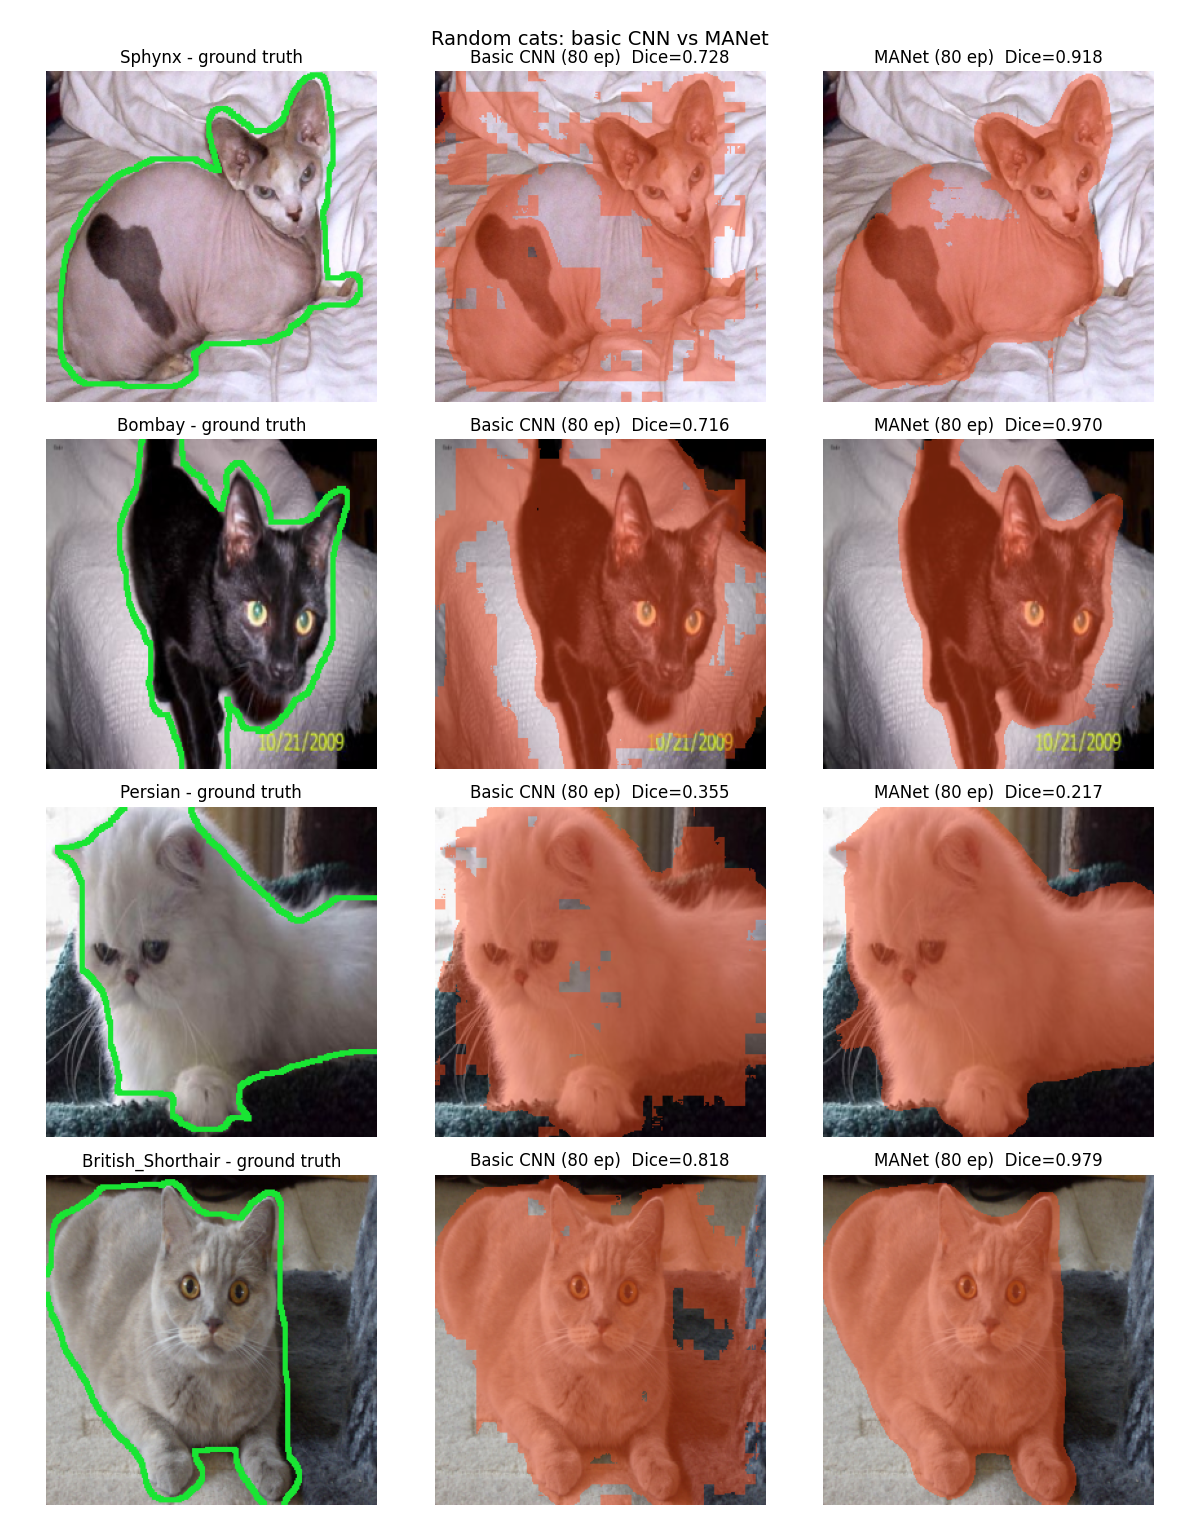 Random cats: basic CNN vs MANet
Sphynx - ground truth
Basic CNN (80 ep) Dice=0.728
MANet (80 ep) Dice=0.918
Bombay - ground truth
Basic CNN (80 ep) Dice=0.716
MANet (80 ep) Dice=0.970
10/21/2009
10/21/2009
10/21/2009
Persian - ground truth
Basic CNN (80 ep) Dice=0.355
MANet (80 ep) Dice=0.217
British_Shorthair - ground truth
Basic CNN (80 ep) Dice=0.818
MANet (80 ep) Dice=0.979